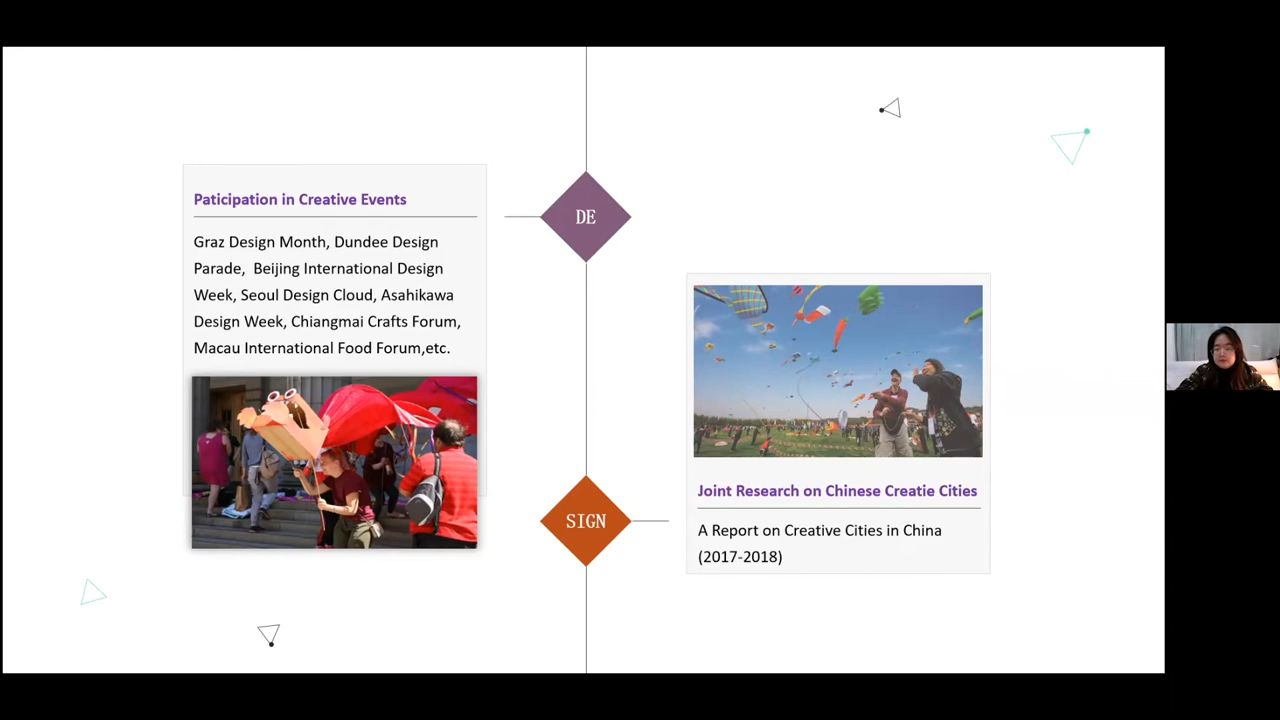 Paticipation in Creative Events
Graz Design Month, Dundee Design
Parade, Beijing International Design
Week, Seoul Design Cloud, Asahikawa
Design Week, Chiangmai Crafts Forum,
Macau International Food Forum,etc.
DE
SIGN
Joint Research on Chinese Creatie Cities
A Report on Creative Cities in China
(2017-2018)